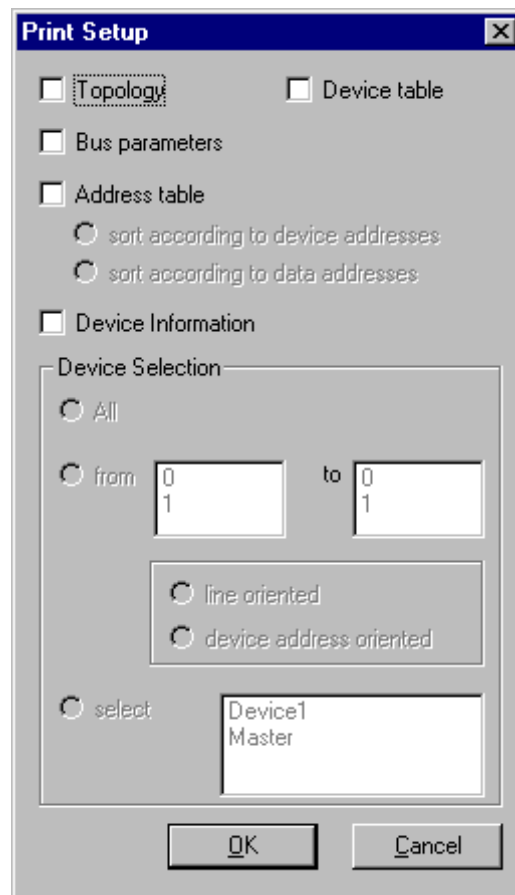 Print Setup
Topology Device table
Bus parameters
Address table
sort according to device addresses
sort according to data addresses
Device Information
Device Selection
All
from 0 to 0
1 1
line oriented
device address oriented
select Device1
Master
OK Cancel